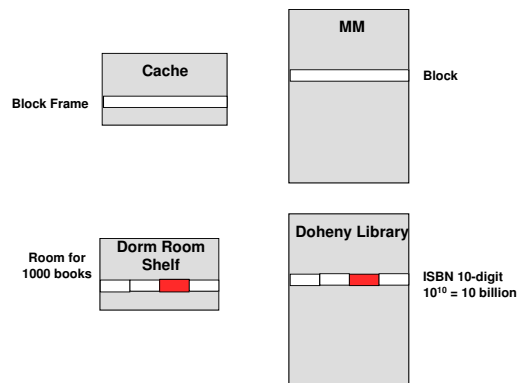 MM
Cache
Block Frame
Block
Doheny Library
Dorm Room
Shelf
Room for
1000 books
ISBN 10-digit
10¹⁰ = 10 billion